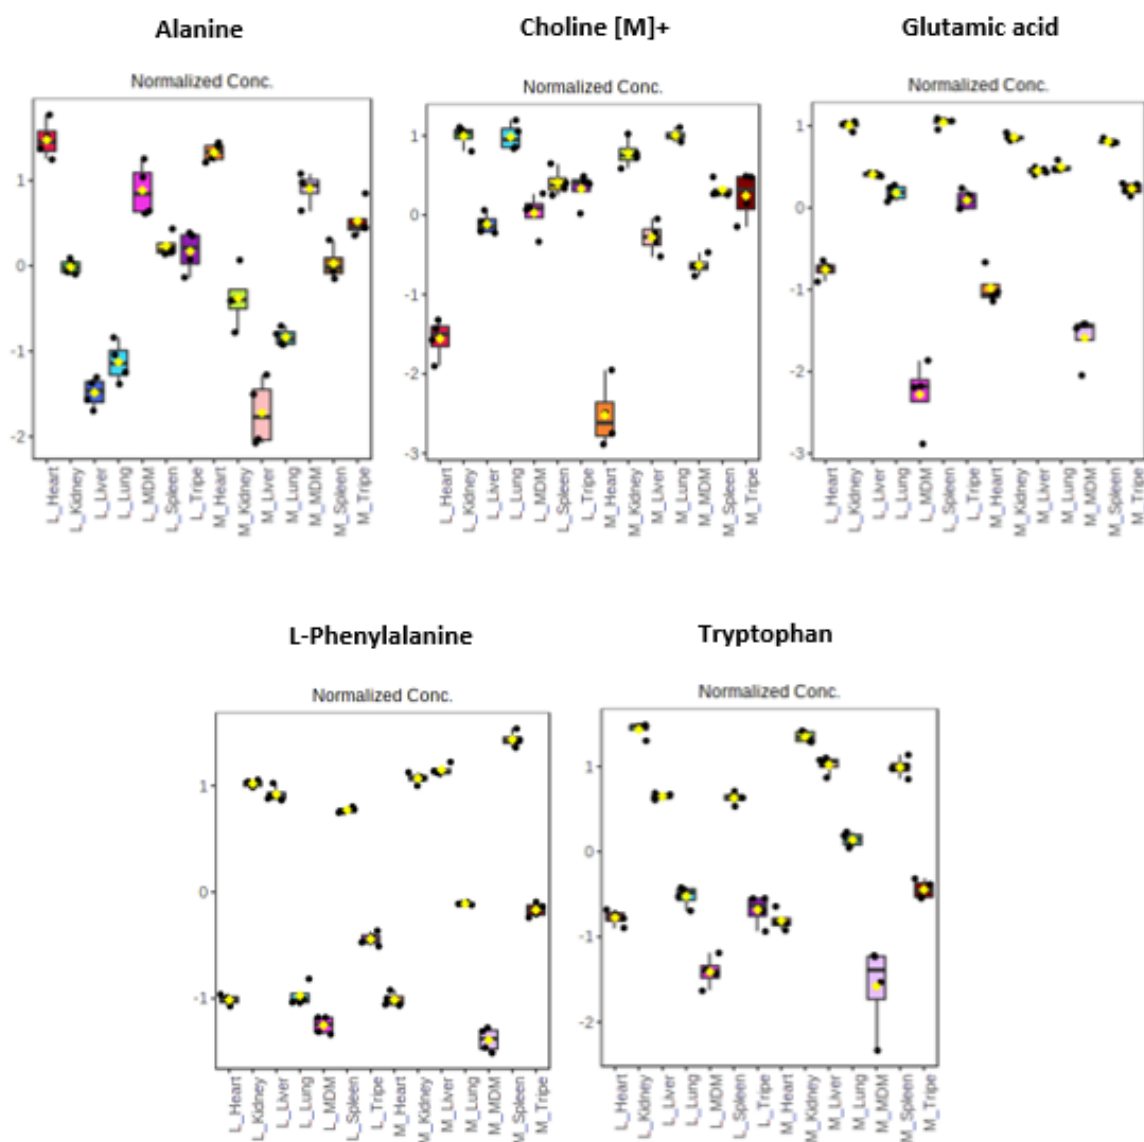 Alanine
Choline [M]+
Glutamic acid
Normalized Conc.
Normalized Conc.
Normalized Conc.
1
0
-1
-2
1
0
-1
-2
-3
1
0
-1
-2
-3
L_Heart
L_Kidney
L_Liver
L_Lung
L_MDM
L_Spleen
L_Tripe
M_Heart
M_Kidney
M_Liver
M_Lung
M_MDM
M_Spleen
M_Tripe
L_Heart
L_Kidney
L_Liver
L_Lung
L_MDM
L_Spleen
L_Tripe
M_Heart
M_Kidney
M_Liver
M_Lung
M_MDM
M_Spleen
M_Tripe
L_Heart
L_Kidney
L_Liver
L_Lung
L_MDM
L_Spleen
L_Tripe
M_Heart
M_Kidney
M_Liver
M_Lung
M_MDM
M_Spleen
M_Tripe
L-Phenylalanine
Tryptophan
Normalized Conc.
Normalized Conc.
1
0
-1
1
0
-1
-2
L_Heart
L_Kidney
L_Liver
L_Lung
L_MDM
L_Spleen
L_Tripe
M_Heart
M_Kidney
M_Liver
M_Lung
M_MDM
M_Spleen
M_Tripe
L_Heart
L_Kidney
L_Liver
L_Lung
L_MDM
L_Spleen
L_Tripe
M_Heart
M_Kidney
M_Liver
M_Lung
M_MDM
M_Spleen
M_Tripe